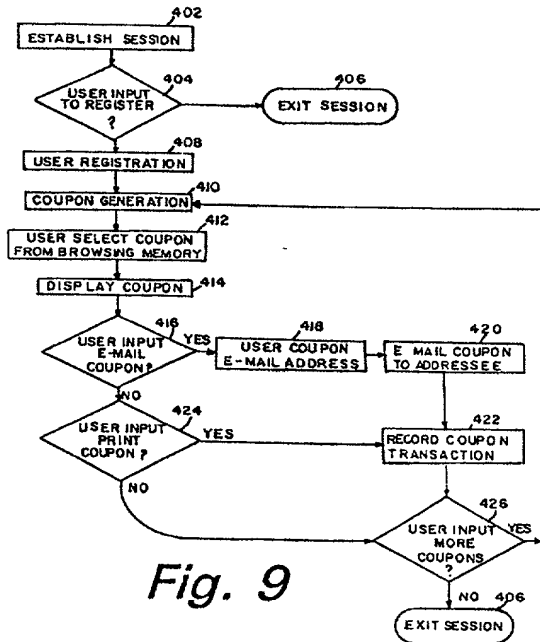 402
ESTABLISH SESSION
404
USER INPUT
TO REGISTER
?
406
EXIT SESSION
408
USER REGISTRATION
410
COUPON GENERATION
412
USER SELECT COUPON
FROM BROWSING MEMORY
DISPLAY COUPON
414
416
USER INPUT
E-MAIL
COUPON?
YES
418
USER COUPON
E-MAIL ADDRESS
420
E MAIL COUPON
TO ADDRESSEE
NO
424
USER INPUT
PRINT
COUPON ?
YES
422
RECORD COUPON
TRANSACTION
NO
426
USER INPUT
MORE
COUPONS
?
YES
NO
406
EXIT SESSION
Fig. 9